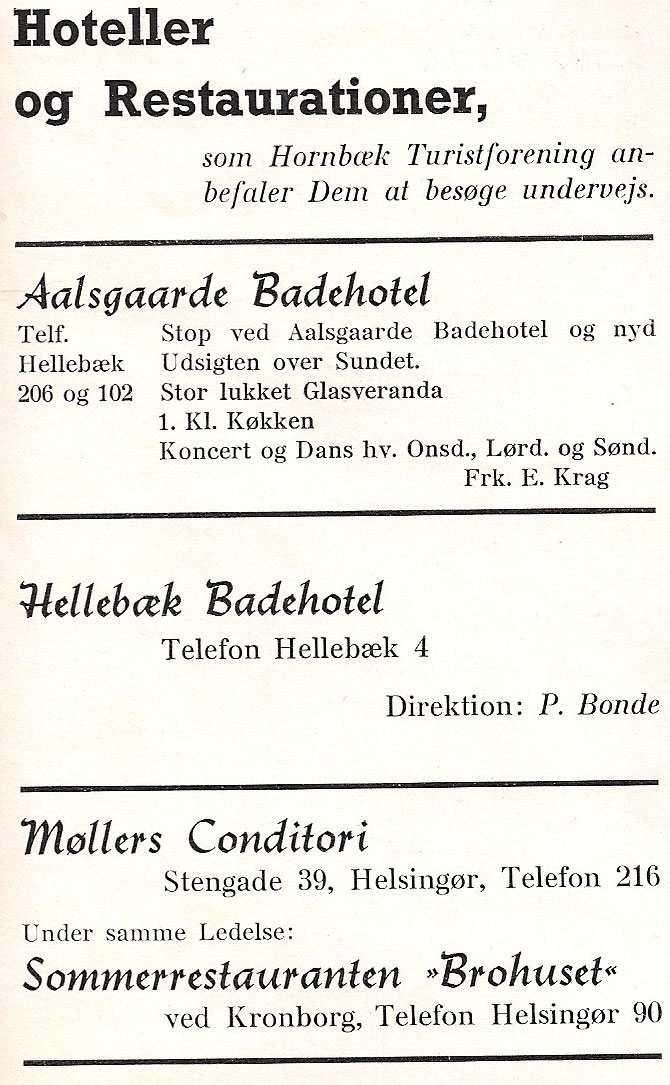 Hoteller
og Restaurationer,
som Hornbæk Turistforening an-
befaler Dem at besøge undervejs.
Aalsgaarde Badehotel
Telf. Stop ved Aalsgaarde Badehotel og nyd
Hellebæk Udsigten over Sundet.
206 og 102 Stor lukket Glasveranda
1. Kl. Køkken
Koncert og Dans hv. Onsd., Lørd. og Sønd.
Frk. E. Krag
Hellebæk Badehotel
Telefon Hellebæk 4
Direktion: P. Bonde
Møllers Conditori
Stengade 39, Helsingør, Telefon 216
Under samme Ledelse:
Sommerrestauranten »Brohuset«
ved Kronborg, Telefon Helsingør 90